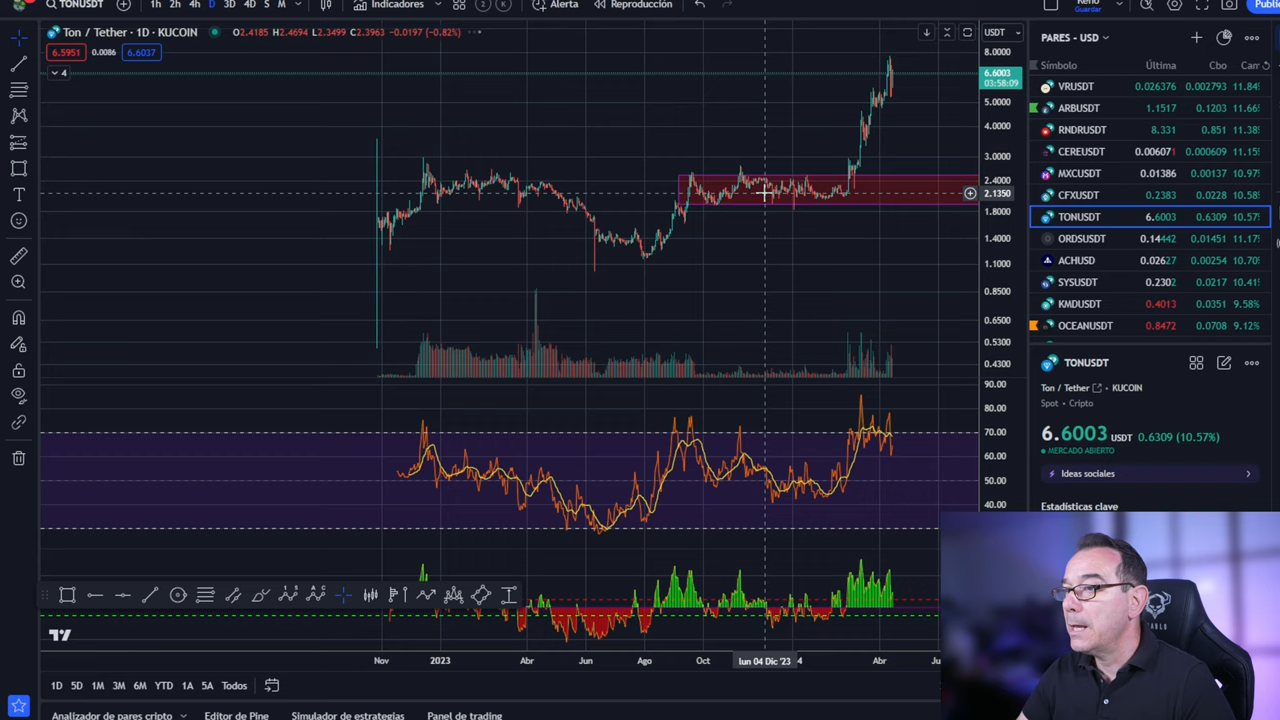 TONUSDT
1h 2h 4h D 3D 4D S M
Indicadores
2 K
Alerta
Reproducción
Guardar
Public
Ton / Tether · 1D · KUCOIN
O2.4185 H2.4694 L2.3499 C2.3963 -0.0197 (-0.82%)
6.5951 0.0086 6.6037
4
USDT
8.0000
6.6003
03:58:09
5.0000
4.0000
3.0000
2.4000
2.1350
1.8000
1.4000
1.1000
0.8500
0.6500
0.5300
0.4300
90.00
80.00
70.00
60.00
50.00
40.00
Nov 2023 Abr Jun Ago Oct lun 04 Dic '23 4 Abr Ju
1D 5D 1M 3M 6M YTD 1A 5A Todos
Analizador de pares cripto Editor de Pine Simulador de estrategias Panel de trading
PARES - USD
Símbolo Última Cbo Car
VRUSDT 0.026376 0.002793 11.84
ARBUSDT 1.1517 0.1203 11.66
RNDRUSDT 8.331 0.851 11.38
CEREUSDT 0.006071 0.000609 11.15
MXCUSDT 0.01386 0.00137 10.97
CFXUSDT 0.2383 0.0228 10.58
TONUSDT 6.6003 0.6309 10.57
ORDSUSDT 0.14442 0.01451 11.17
ACHUSD 0.02627 0.00254 10.70
SYSUSDT 0.2302 0.0217 10.41
KMDUSDT 0.4013 0.0351 9.58%
OCEANUSDT 0.8472 0.0708 9.12%
TONUSDT
Ton / Tether KUCOIN
Spot • Cripto
6.6003 USDT 0.6309 (10.57%)
MERCADO ABIERTO
Ideas sociales
Estadísticas clave